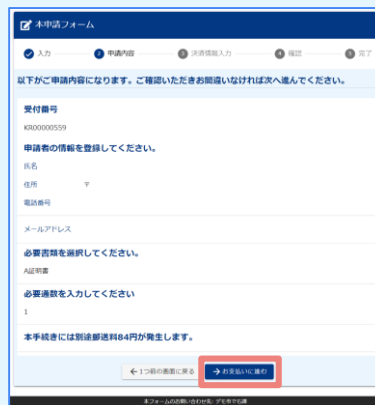 本申請フォーム
入力 2 申請内容 3 決済情報入力 4 確認 5 完了
以下がご申請内容になります。ご確認いただきお間違いなければ次へ進んでください。
受付番号
KR00000559
申請者の情報を登録してください。
氏名
住所 〒
電話番号
メールアドレス
必要書類を選択してください。
A証明書
必要通数を入力してください
1
本手続きには別途郵送料84円が発生します。
← 1つ前の画面に戻る → お支払いに進む
本フォームのお問い合わせ先: デモ市でも課